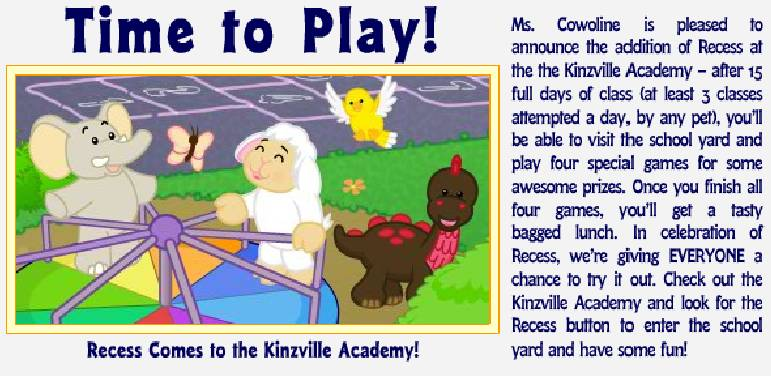 Time to Play!
Recess Comes to the Kinzville Academy!
Ms. Cowoline is pleased to
announce the addition of Recess at
the the Kinzville Academy – after 15
full days of class (at least 3 classes
attempted a day, by any pet), you'll
be able to visit the school yard and
play four special games for some
awesome prizes. Once you finish all
four games, you'll get a tasty
bagged lunch. In celebration of
Recess, we're giving EVERYONE a
chance to try it out. Check out the
Kinzville Academy and look for the
Recess button to enter the school
yard and have some fun!